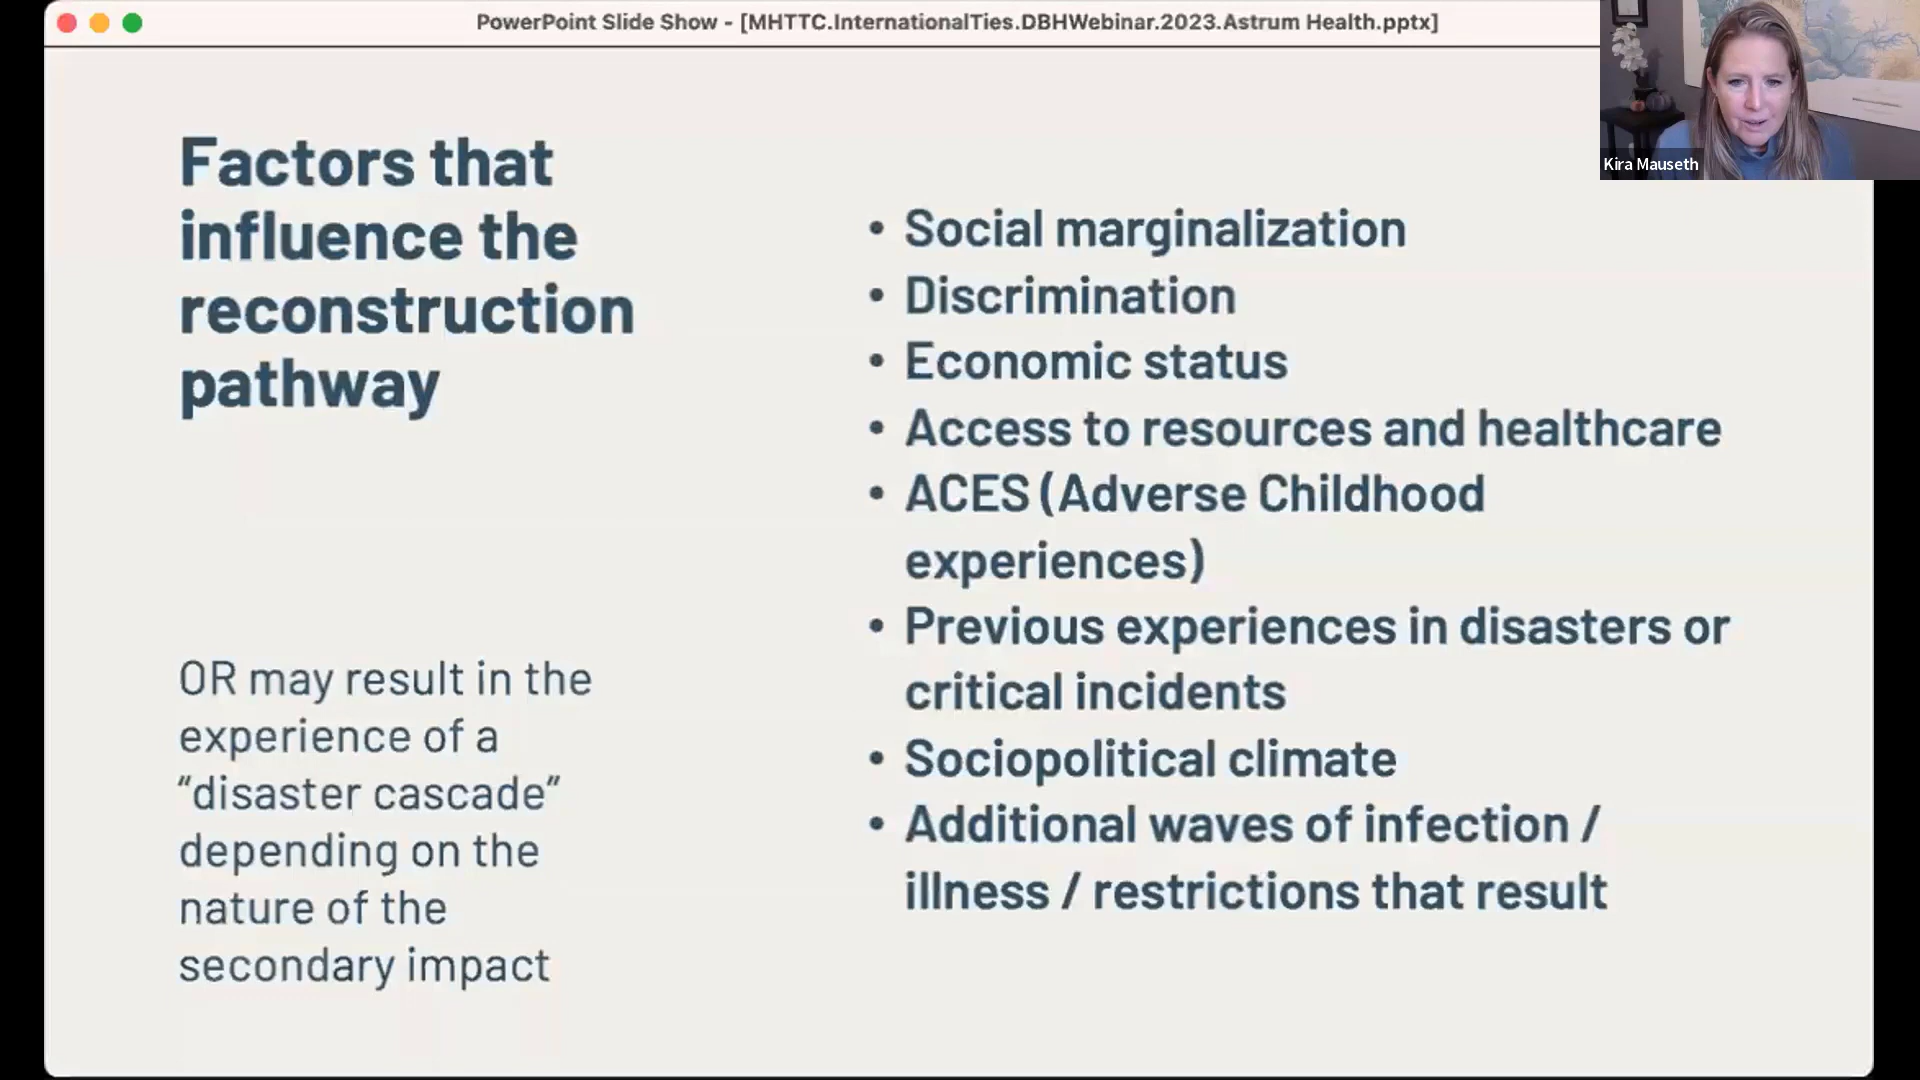 PowerPoint Slide Show - [MHTTC.InternationalTies.DBHWebinar.2023.Astrum Health.pptx]
Kira Mauseth
Factors that
influence the
reconstruction
pathway
OR may result in the
experience of a
“disaster cascade”
depending on the
nature of the
secondary impact
• Social marginalization
• Discrimination
• Economic status
• Access to resources and healthcare
• ACES (Adverse Childhood
experiences)
• Previous experiences in disasters or
critical incidents
• Sociopolitical climate
• Additional waves of infection /
illness / restrictions that result